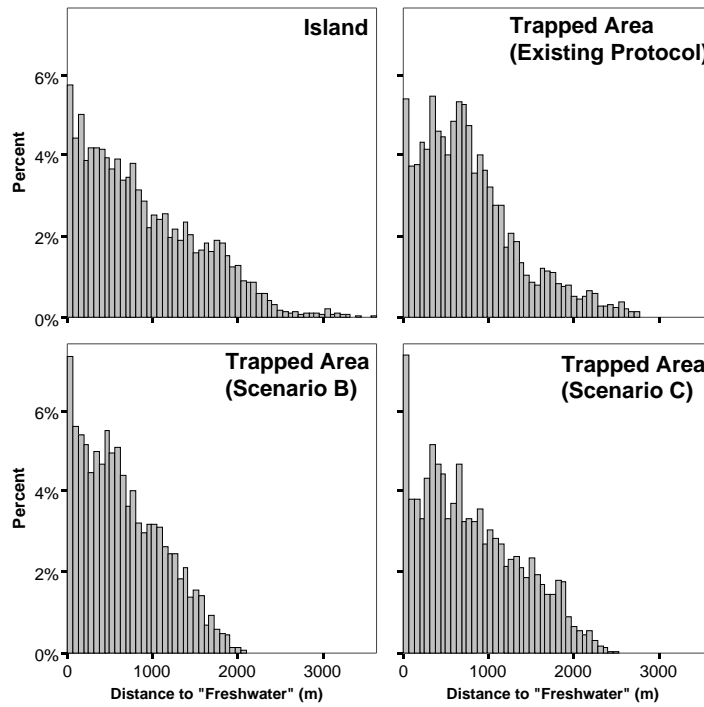 Island
Trapped Area
(Existing Protocol)
6%
4%
2%
0%
Percent
Trapped Area
(Scenario B)
Trapped Area
(Scenario C)
6%
4%
2%
0%
Percent
0 1000 2000 3000
0 1000 2000 3000
Distance to "Freshwater" (m)
Distance to "Freshwater" (m)